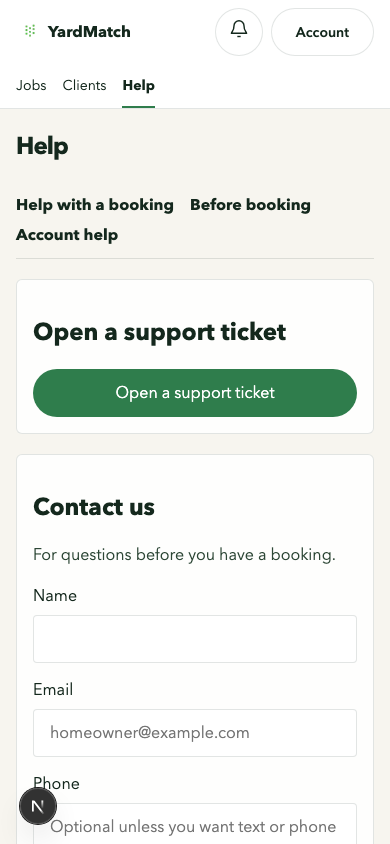 YardMatch
Account
Jobs Clients Help
Help
Help with a booking Before booking
Account help
Open a support ticket
Open a support ticket
Contact us
For questions before you have a booking.
Name
Email
homeowner@example.com
Phone
N
Optional unless you want text or phone